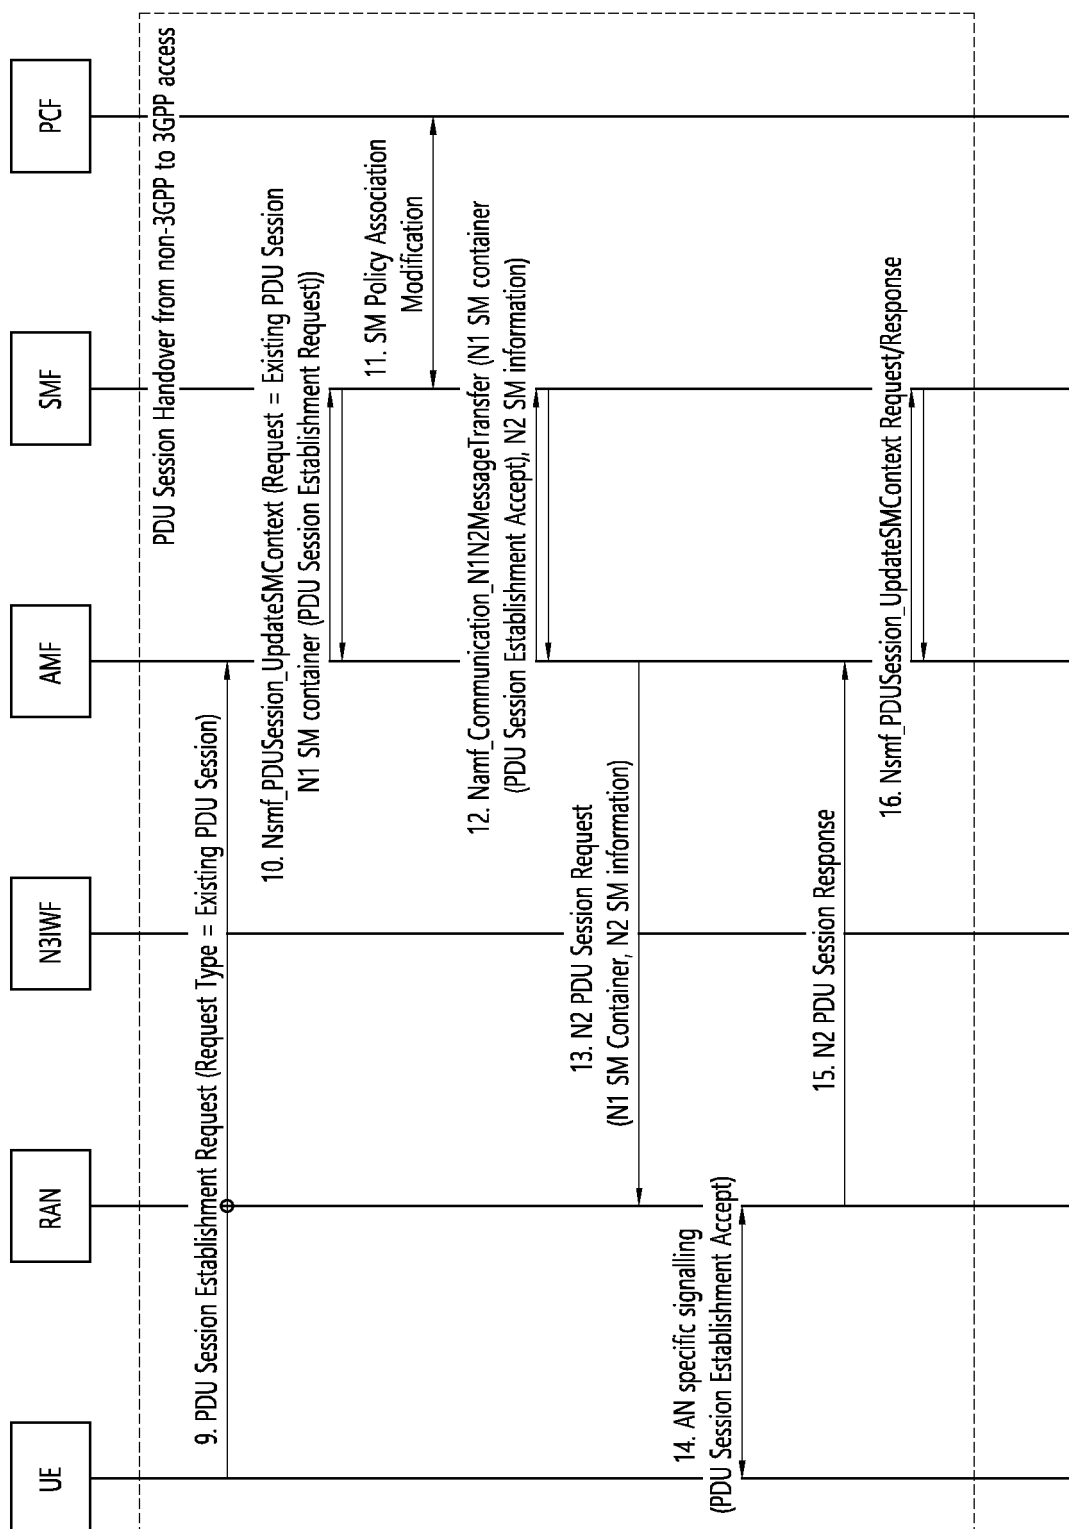 UE
RAN
N3IWF
AMF
SMF
PCF
PDU Session Handover from non-3GPP to 3GPP access
9. PDU Session Establishment Request (Request Type = Existing PDU Session)
10. Nsmf_PDUSession_UpdateSMContext (Request = Existing PDU Session
N1 SM container (PDU Session Establishment Request))
11. SM Policy Association
Modification
12. Namf_Communication_N1N2MessageTransfer (N1 SM container
(PDU Session Establishment Accept), N2 SM information)
13. N2 PDU Session Request
(N1 SM Container, N2 SM information)
14. AN specific signalling
(PDU Session Establishment Accept)
15. N2 PDU Session Response
16. Nsmf_PDUSession_UpdateSMContext Request/Response